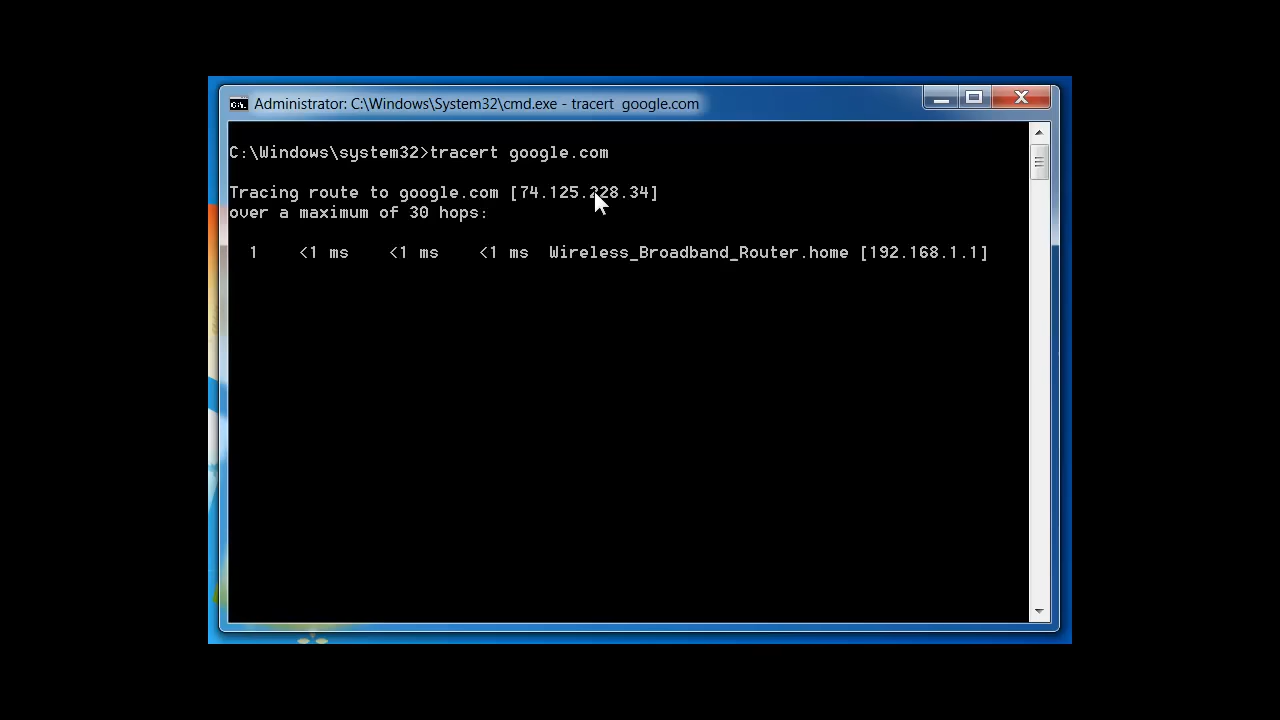 Administrator: C:\Windows\System32\cmd.exe - tracert google.com
C:\Windows\system32>tracert google.com
Tracing route to google.com [74.125.228.34]
over a maximum of 30 hops:
1 <1 ms <1 ms <1 ms Wireless_Broadband_Router.home [192.168.1.1]